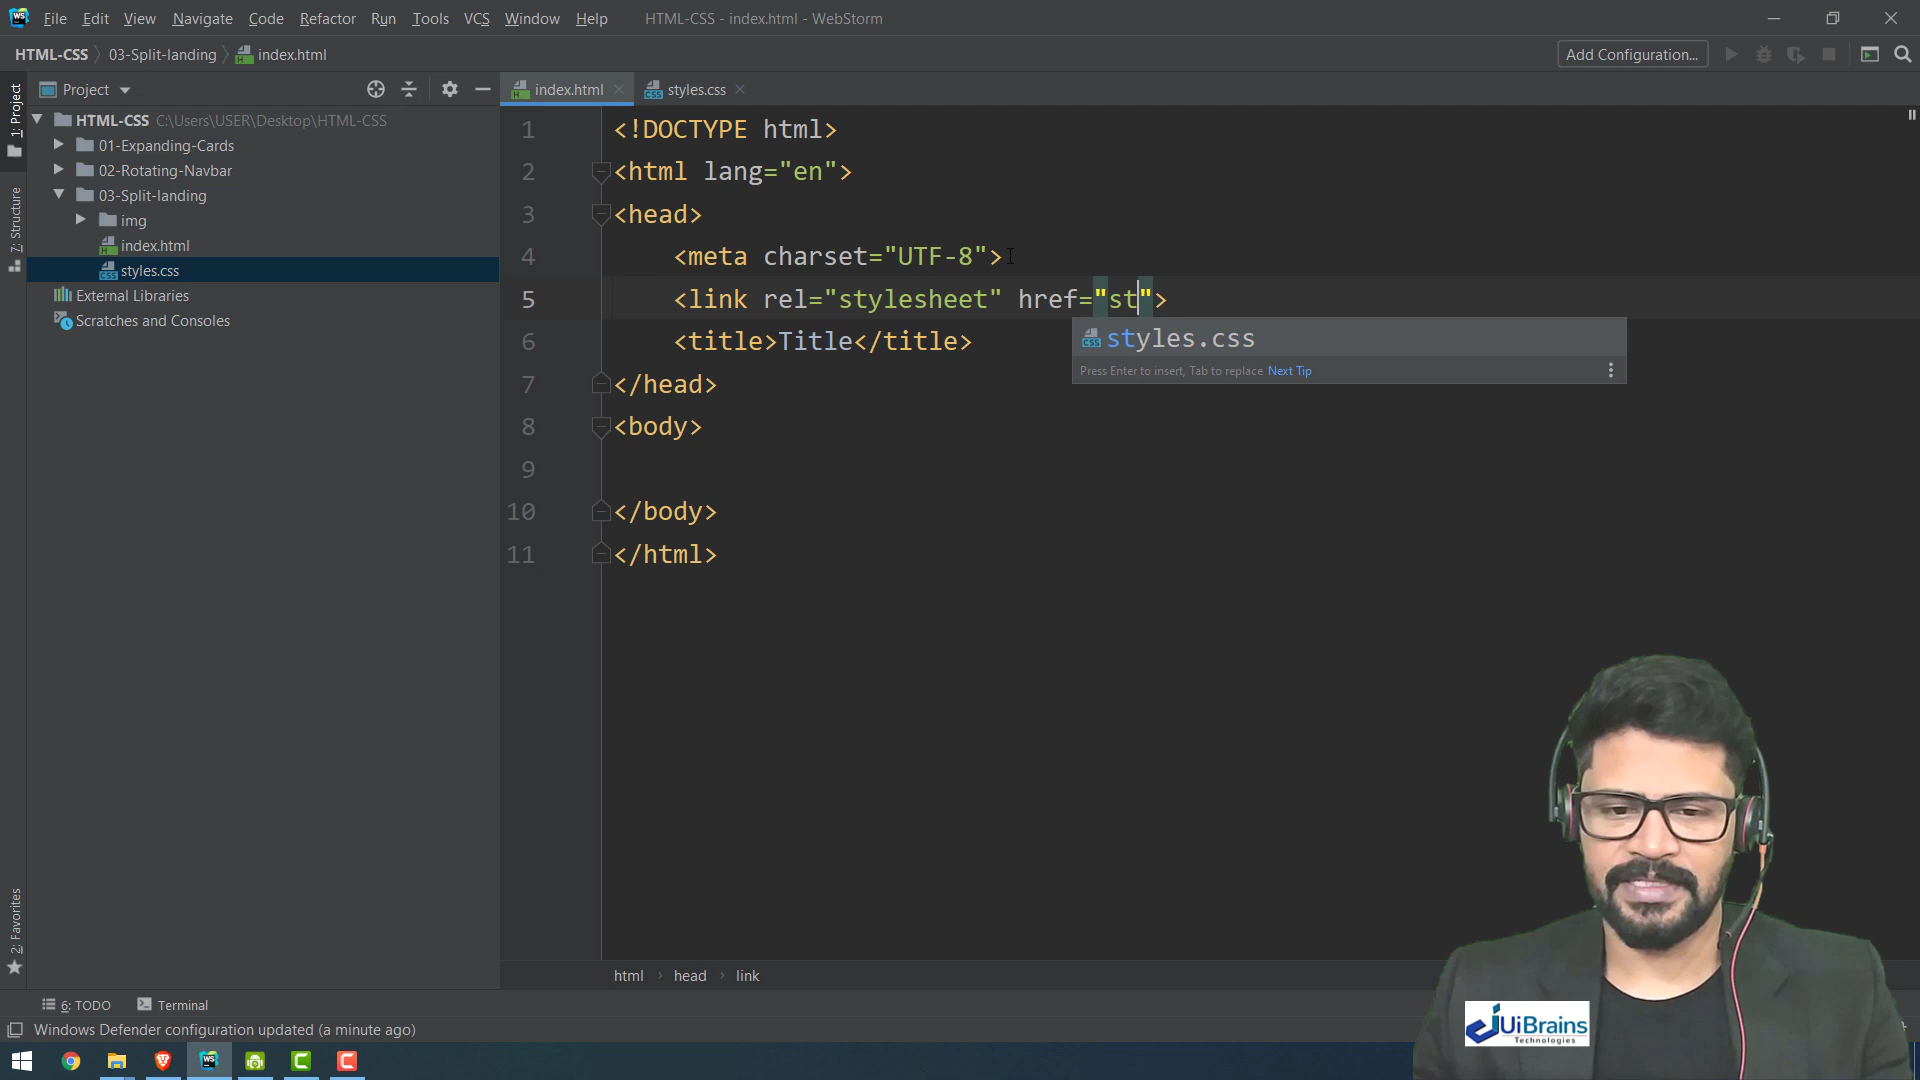 File Edit View Navigate Code Refactor Run Tools VCS Window Help HTML-CSS - index.html - WebStorm
HTML-CSS 03-Split-landing index.html Add Configuration...
Project index.html styles.css
1: Project
HTML-CSS C:\Users\USER\Desktop\HTML-CSS
01-Expanding-Cards
02-Rotating-Navbar
03-Split-landing
img
index.html
styles.css
External Libraries
Scratches and Consoles
7: Structure
2: Favorites
1 <!DOCTYPE html>
2 <html lang="en">
3 <head>
4 <meta charset="UTF-8">
5 <link rel="stylesheet" href="st">
6 <title>Title</title>
7 </head>
8 <body>
9
10 </body>
11 </html>
styles.css
Press Enter to insert, Tab to replace Next Tip
html head link
6: TODO Terminal
Windows Defender configuration updated (a minute ago)
WS
UiBrains
Technologies